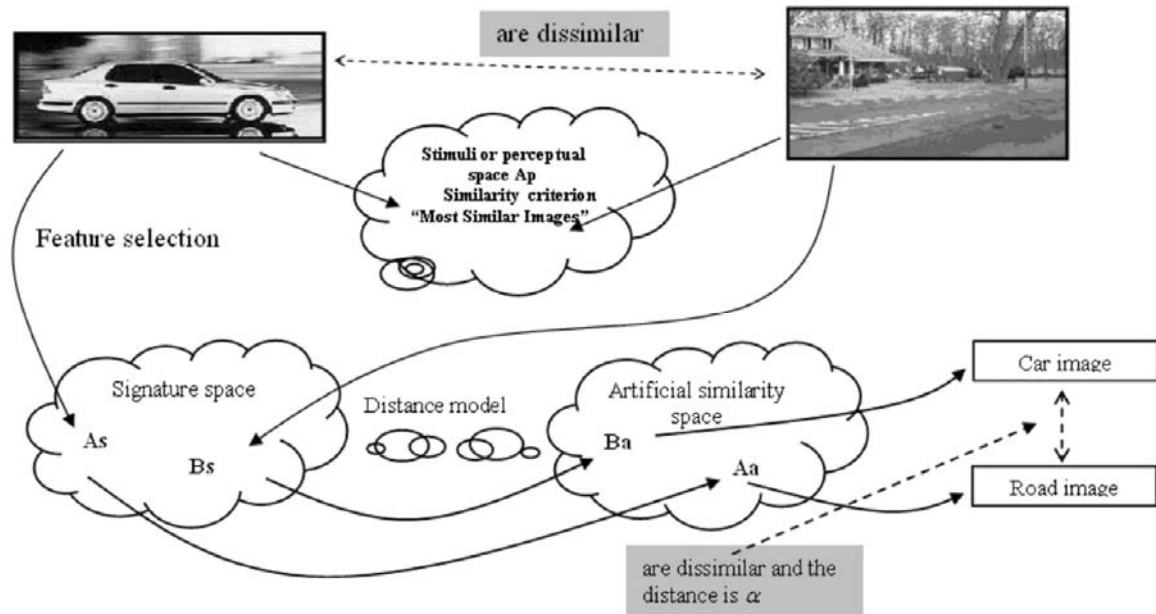 are dissimilar
Stimuli or perceptual
space Ap
Similarity criterion
“Most Similar Images”
Feature selection
Signature space
As
Bs
Distance model
Artificial similarity
space
Ba
Aa
Car image
Road image
are dissimilar and the
distance is α